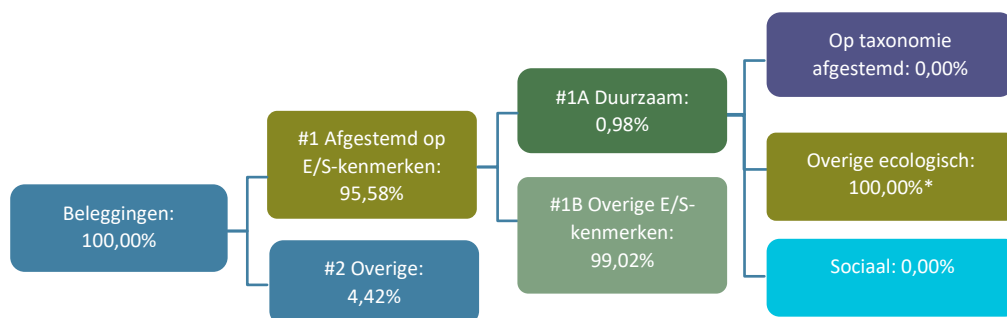 Beleggingen:
100,00%
#1 Afgestemd op
E/S-kenmerken:
95,58%
#2 Overige:
4,42%
#1A Duurzaam:
0,98%
#1B Overige E/S-
kenmerken:
99,02%
Op taxonomie
afgestemd: 0,00%
Overige ecologisch:
100,00%*
Sociaal: 0,00%